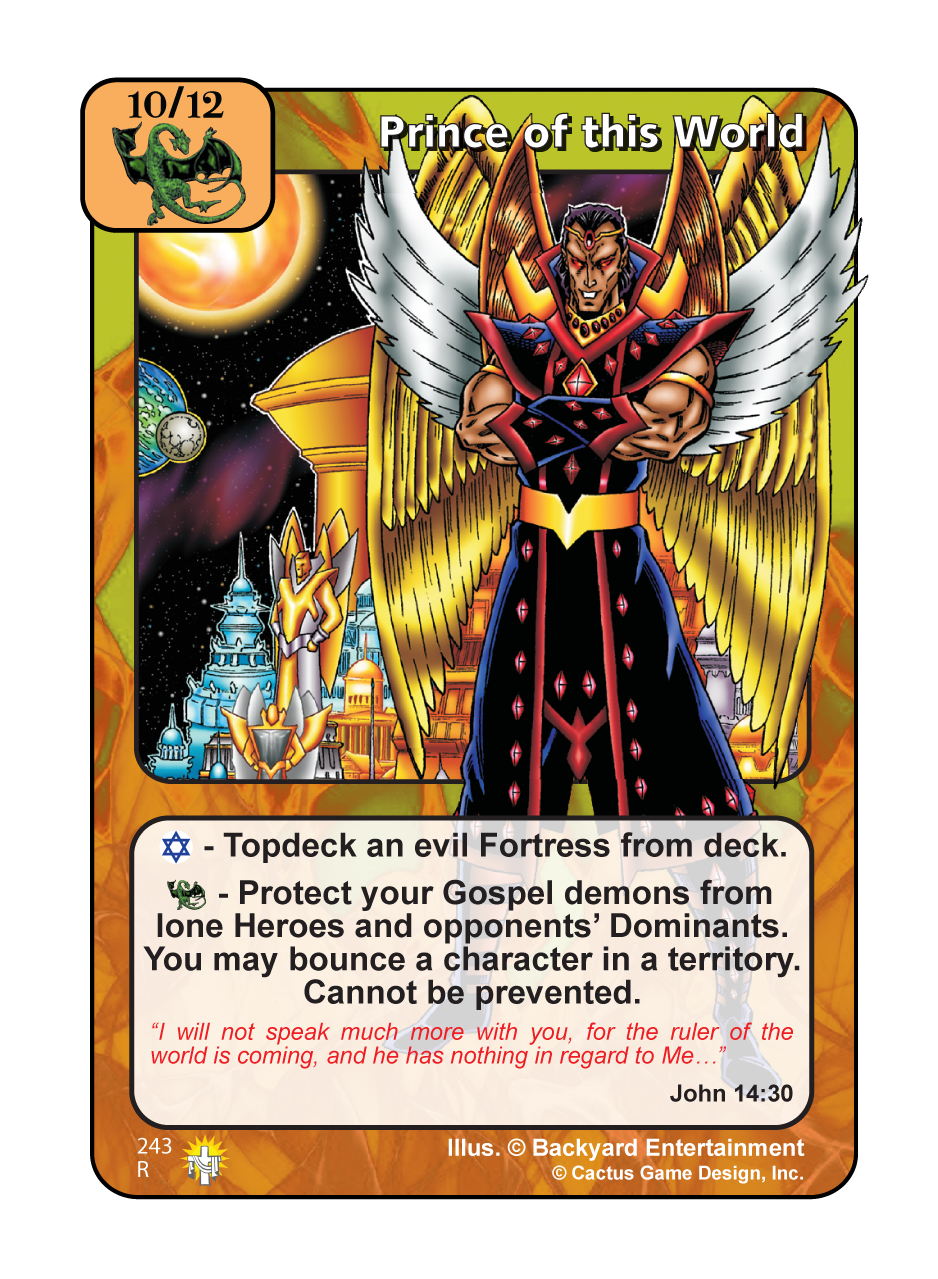 10/12
Prince of this World
- Topdeck an evil Fortress from deck.
- Protect your Gospel demons from
lone Heroes and opponents’ Dominants.
You may bounce a character in a territory.
Cannot be prevented.
“I will not speak much more with you, for the ruler of the
world is coming, and he has nothing in regard to Me…”
John 14:30
243
R
Illus. © Backyard Entertainment
© Cactus Game Design, Inc.